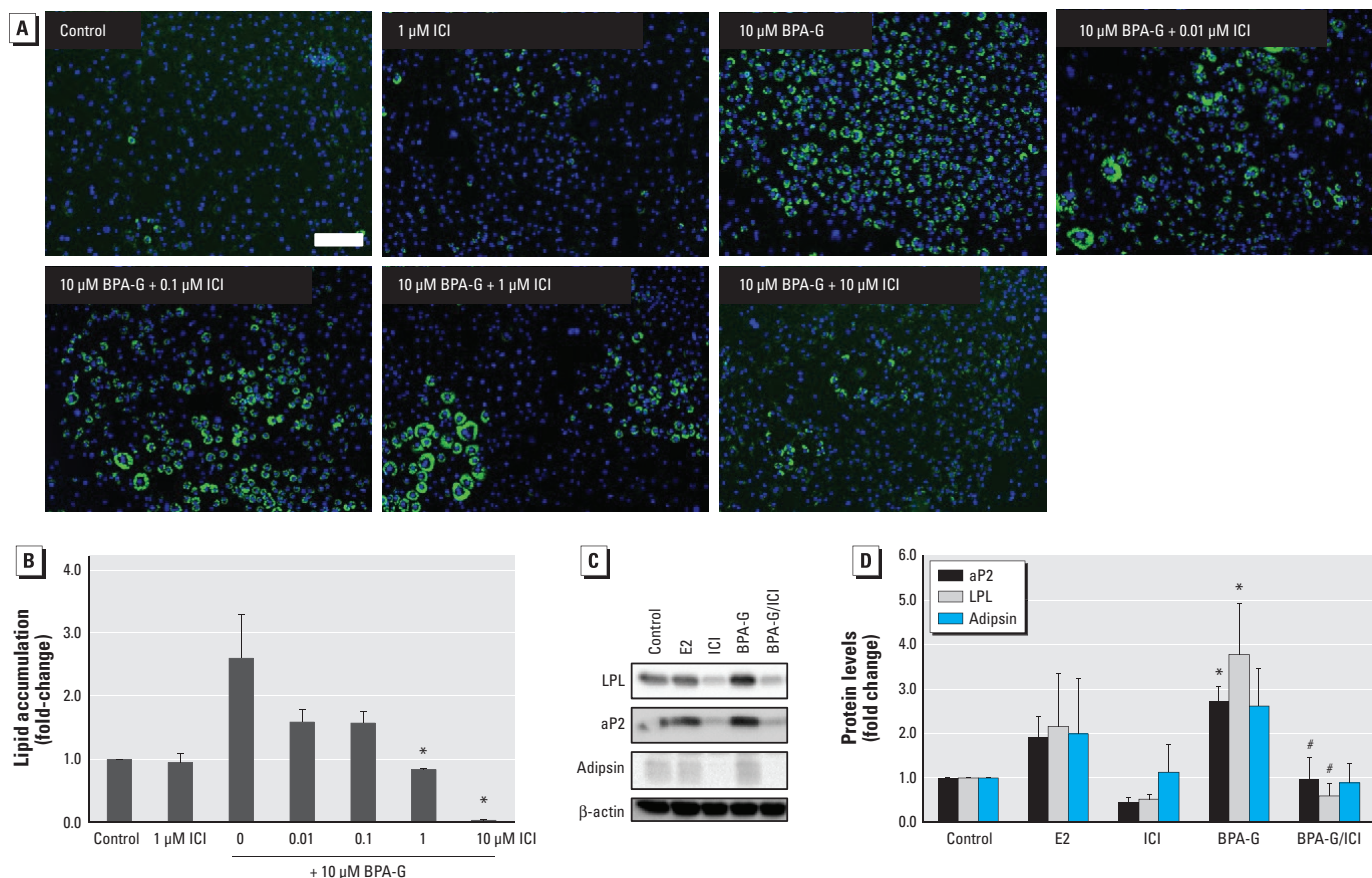 A
Control
1 µM ICI
10 µM BPA-G
10 µM BPA-G + 0.01 µM ICI
10 µM BPA-G + 0.1 µM ICI
10 µM BPA-G + 1 µM ICI
10 µM BPA-G + 10 µM ICI
B
Lipid accumulation
(fold-change)
4.0
3.0
2.0
1.0
0.0
*
*
Control
1 µM ICI
0
0.01
0.1
1
10 µM ICI
+ 10 µM BPA-G
C
Control
E2
ICI
BPA-G
BPA-G/ICI
LPL
aP2
Adipsin
β-actin
D
Protein levels
(fold change)
6.0
5.0
4.0
3.0
2.0
1.0
0.0
aP2
LPL
Adipsin
*
*
#
#
Control
E2
ICI
BPA-G
BPA-G/ICI